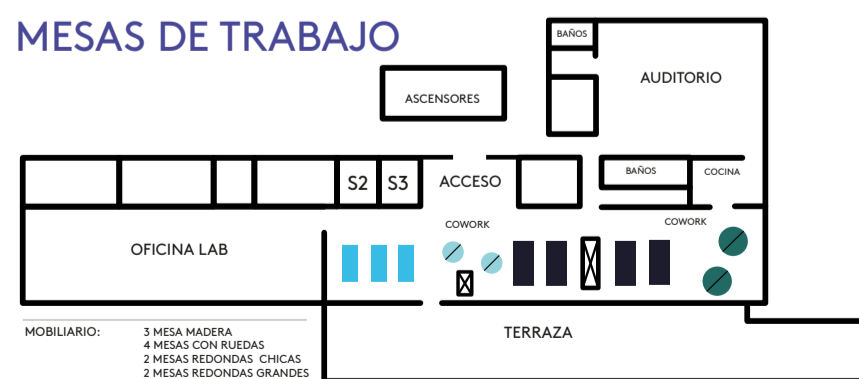 MESAS DE TRABAJO
BAÑOS
AUDITORIO
ASCENSORES
S2
S3
ACCESO
BAÑOS
COCINA
COWORK
COWORK
OFICINA LAB
TERRAZA
MOBILIARIO:
3 MESA MADERA
4 MESAS CON RUEDAS
2 MESAS REDONDAS CHICAS
2 MESAS REDONDAS GRANDES